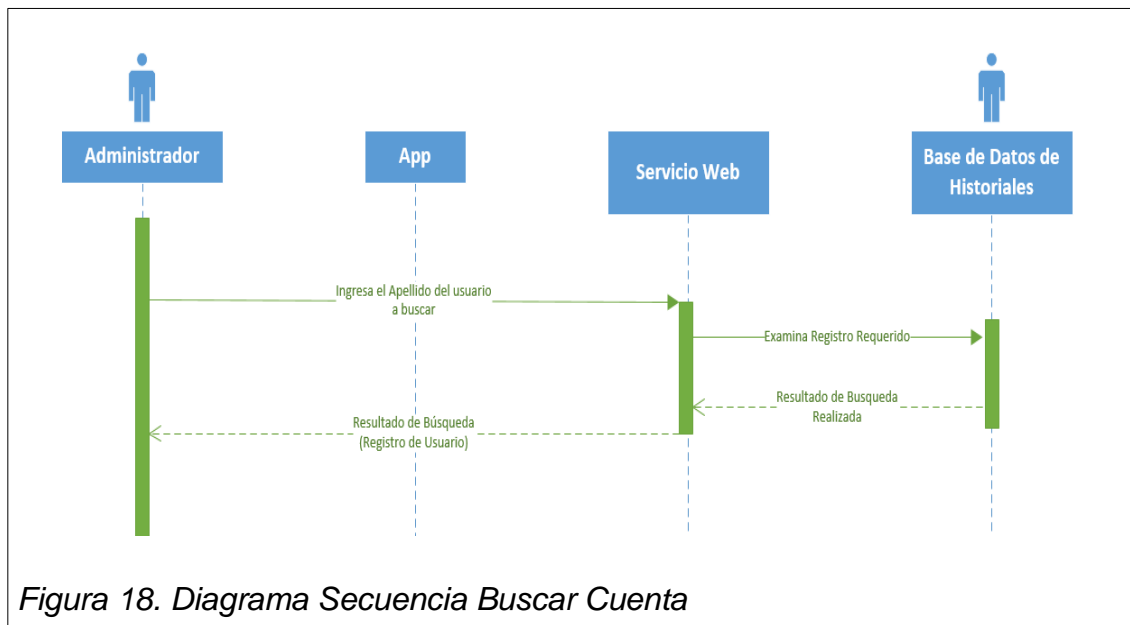 Administrador
App
Servicio Web
Base de Datos de
Historiales
Ingresa el Apellido del usuario
a buscar
Examina Registro Requerido
Resultado de Busqueda
Realizada
Resultado de Búsqueda
(Registro de Usuario)
Figura 18. Diagrama Secuencia Buscar Cuenta